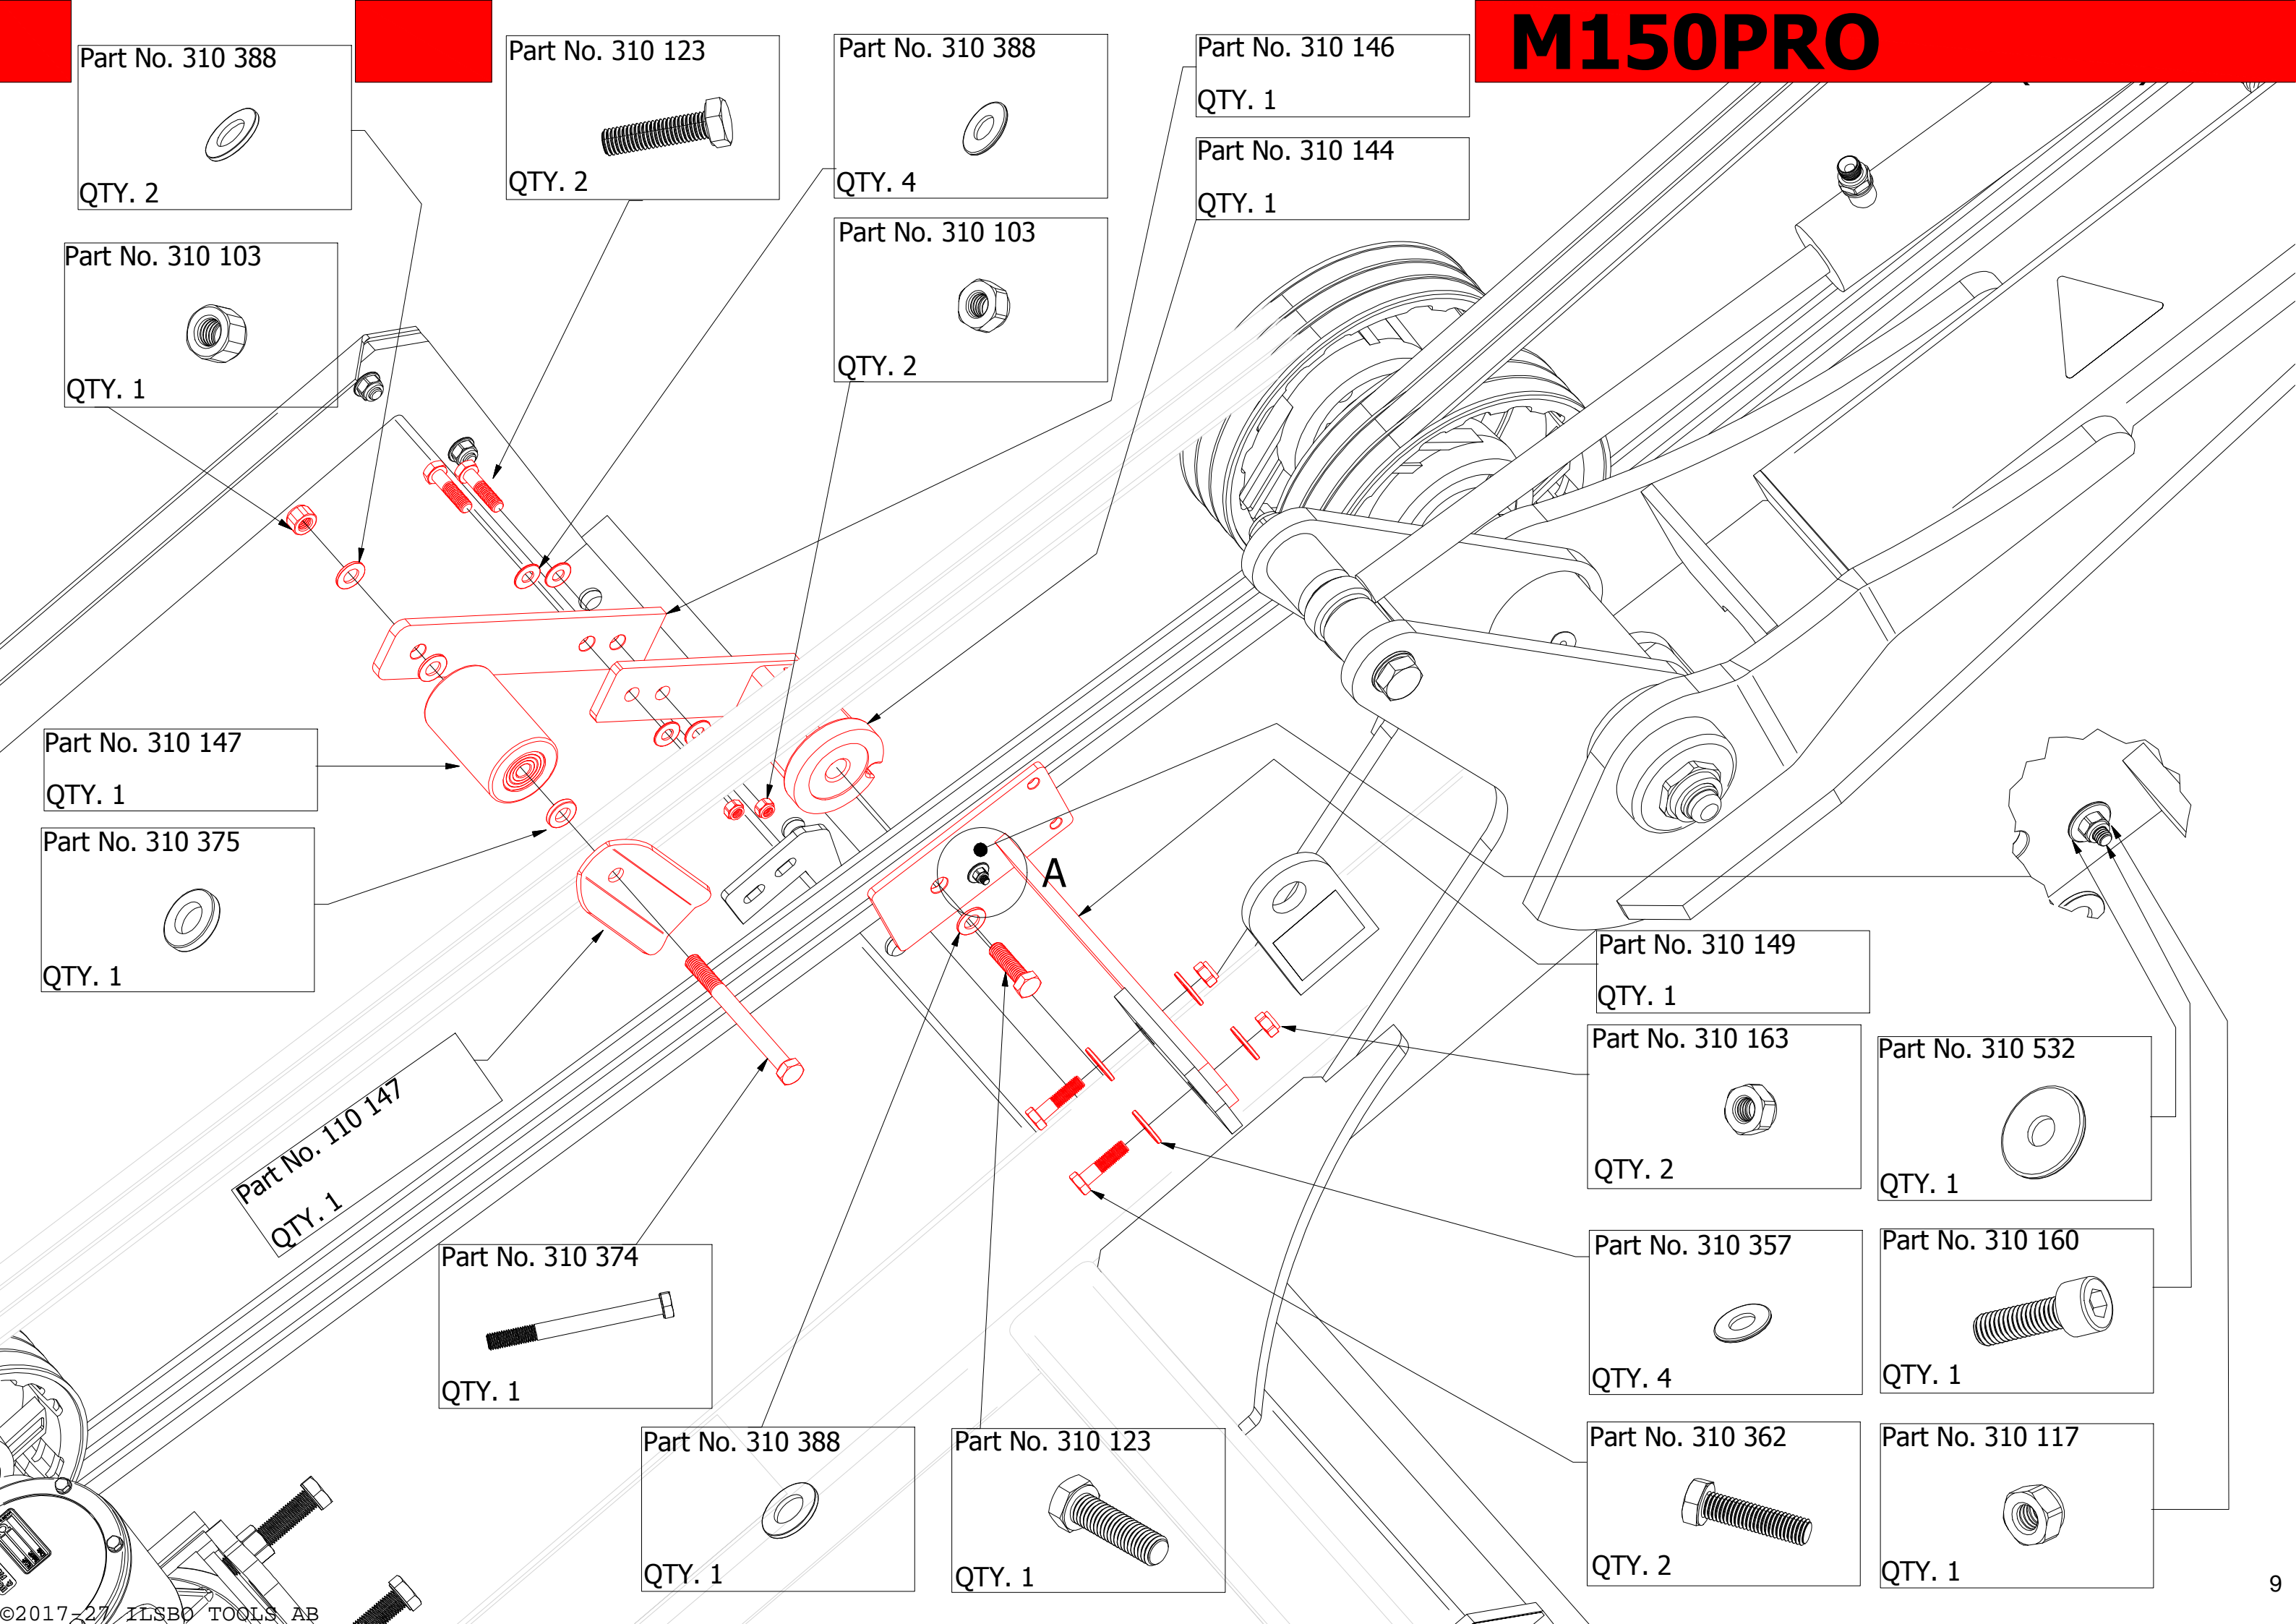 M150PRO
Part No. 310 388
QTY. 2
Part No. 310 123
QTY. 2
Part No. 310 388
QTY. 4
Part No. 310 146
QTY. 1
Part No. 310 144
QTY. 1
Part No. 310 103
QTY. 1
Part No. 310 103
QTY. 2
Part No. 310 147
QTY. 1
Part No. 310 375
QTY. 1
A
Part No. 310 149
QTY. 1
Part No. 310 163
QTY. 2
Part No. 310 532
QTY. 1
Part No. 110 147
QTY. 1
Part No. 310 374
QTY. 1
Part No. 310 357
QTY. 4
Part No. 310 160
QTY. 1
Part No. 310 388
QTY. 1
Part No. 310 123
QTY. 1
Part No. 310 362
QTY. 2
Part No. 310 117
QTY. 1
9
©2017-27 ILSBO TOOLS AB